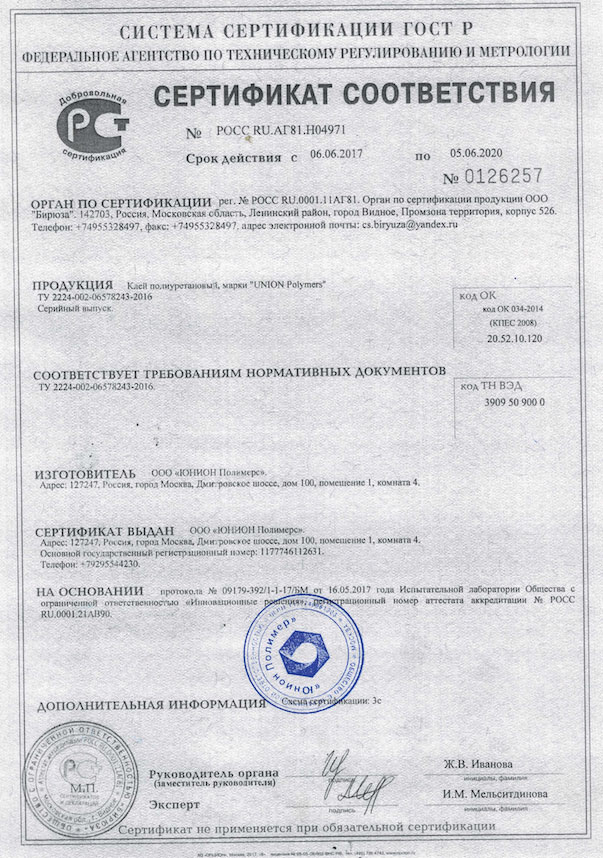 СИСТЕМА СЕРТИФИКАЦИИ ГОСТ Р
ФЕДЕРАЛЬНОЕ АГЕНТСТВО ПО ТЕХНИЧЕСКОМУ РЕГУЛИРОВАНИЮ И МЕТРОЛОГИИ
Добровольная
сертификация
СЕРТИФИКАТ СООТВЕТСТВИЯ
№ РОСС RU.АГ81.Н04971
Срок действия с 06.06.2017 по 05.06.2020
№ 0126257
ОРГАН ПО СЕРТИФИКАЦИИ рег. № РОСС RU.0001.11АГ81. Орган по сертификации продукции ООО
"Бирюза". 142703, Россия, Московская область, Ленинский район, город Видное, Промзона территория, корпус 526.
Телефон: +74955328497, факс: +74955328497, адрес электронной почты: cs.biryuza@yandex.ru
ПРОДУКЦИЯ Клей полиуретановый, марки "UNION Polymers"
ТУ 2224-002-06578243-2016
Серийный выпуск.
код ОК
код ОК 034-2014
(КПЕС 2008)
20.52.10.120
СООТВЕТСТВУЕТ ТРЕБОВАНИЯМ НОРМАТИВНЫХ ДОКУМЕНТОВ
ТУ 2224-002-06578243-2016.
код ТН ВЭД
3909 50 900 0
ИЗГОТОВИТЕЛЬ ООО «ЮНИОН Полимерс».
Адрес: 127247, Россия, город Москва, Дмитровское шоссе, дом 100, помещение 1, комната 4.
СЕРТИФИКАТ ВЫДАН ООО «ЮНИОН Полимерс».
Адрес: 127247, Россия, город Москва, Дмитровское шоссе, дом 100, помещение 1, комната 4.
Основной государственный регистрационный номер: 1177746112631.
Телефон: +79295544230.
НА ОСНОВАНИИ протокола № 09179-392/1-1-17/БМ от 16.05.2017 года Испытательной лаборатории Общества с
ограниченной ответственностью «Инновационные решения», регистрационный номер аттестата аккредитации № РОСС
RU.0001.21АВ90.
«Юнион Полимер»
ДОПОЛНИТЕЛЬНАЯ ИНФОРМАЦИЯ Схема сертификации: 3с
М.П.
Руководитель органа
(заместитель руководителя)
подпись
Ж.В. Иванова
инициалы, фамилия
Эксперт
подпись
И.М. Мельситдинова
инициалы, фамилия
Сертификат не применяется при обязательной сертификации